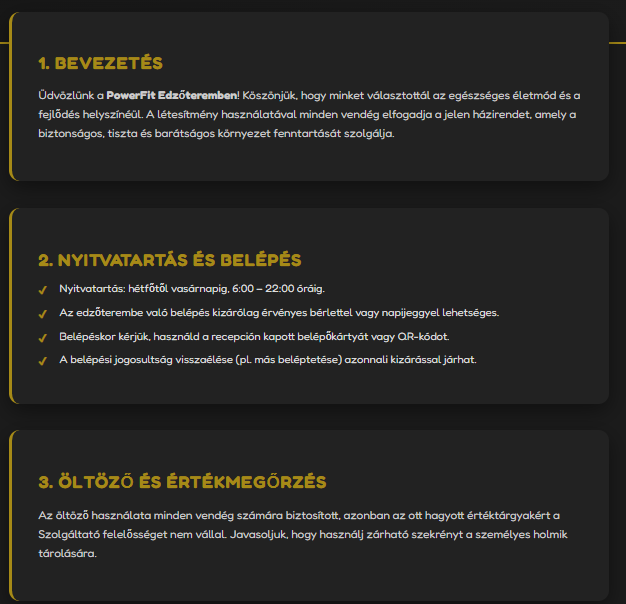 1. BEVEZETÉS
Üdvözlünk a PowerFit Edzőteremben! Köszönjük, hogy minket választottál az egészséges életmód és a
fejlődés helyszínéül. A létesítmény használatával minden vendég elfogadja a jelen házirendet, amely a
biztonságos, tiszta és barátságos környezet fenntartását szolgálja.
2. NYITVATARTÁS ÉS BELÉPÉS
✓ Nyitvatartás: hétfőtől vasárnapig, 6:00 – 22:00 óráig.
✓ Az edzőterembe való belépés kizárólag érvényes bérlettel vagy napijeggyel lehetséges.
✓ Belépéskor kérjük, használd a recepción kapott belépőkártyát vagy QR-kódot.
✓ A belépési jogosultság visszaélése (pl. más beléptetése) azonnali kizárással járhat.
3. ÖLTÖZŐ ÉS ÉRTÉKMEGŐRZÉS
Az öltöző használata minden vendég számára biztosított, azonban az ott hagyott értéktárgyakért a
Szolgáltató felelősséget nem vállal. Javasoljuk, hogy használj zárható szekrényt a személyes holmik
tárolására.